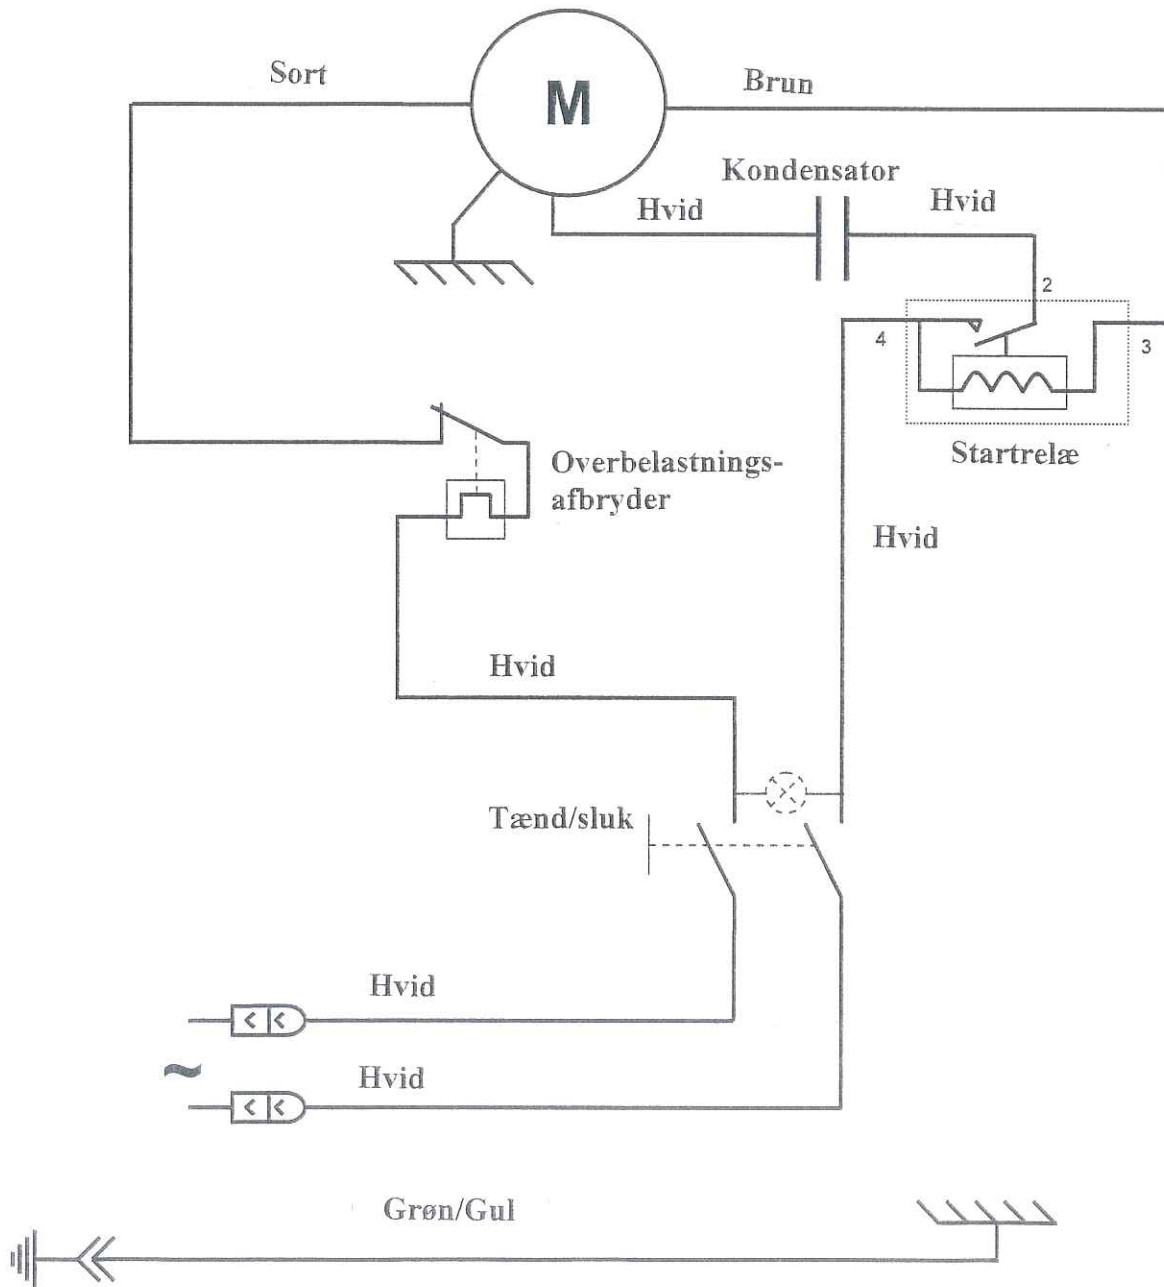 Sort
M
Brun
Kondensator
Hvid
Hvid
2
4
3
Startrelæ
Overbelastnings-
afbryder
Hvid
Hvid
Tænd/sluk
Hvid
~
Hvid
Grøn/Gul